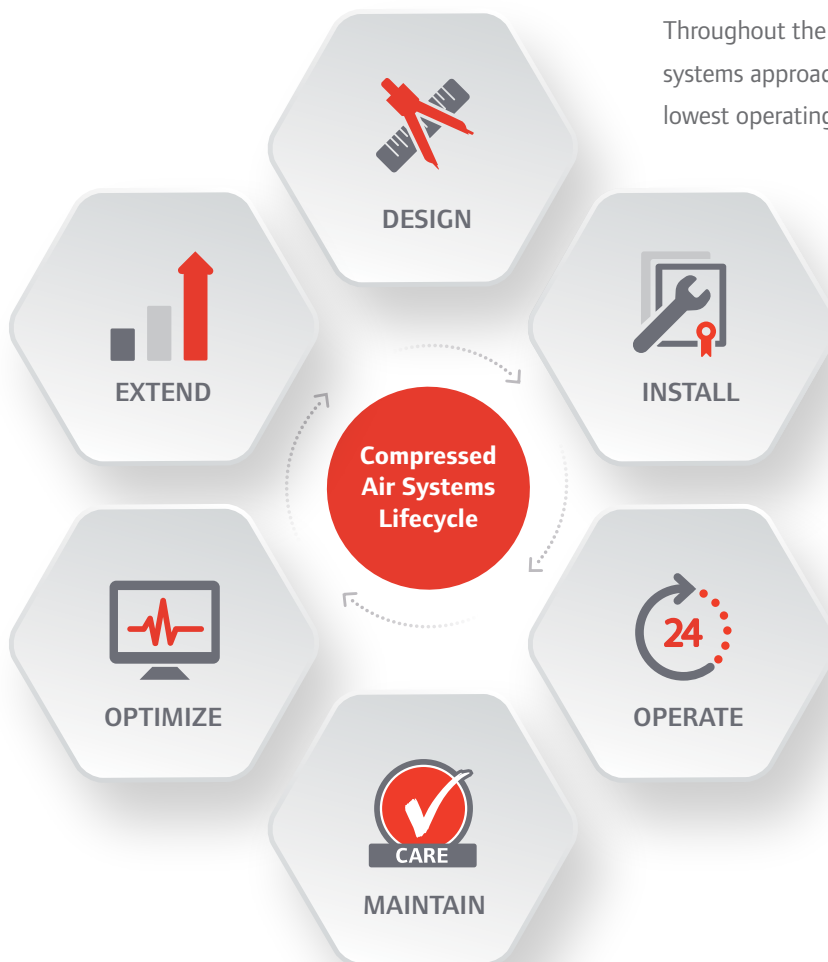 Throughout the
systems approac
lowest operating
DESIGN
EXTEND
INSTALL
Compressed
Air Systems
Lifecycle
24
OPTIMIZE
OPERATE
CARE
MAINTAIN